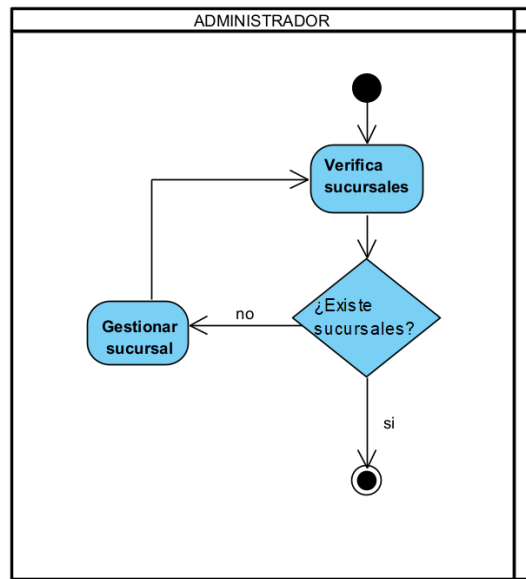 ADMINISTRADOR
Verifica
sucursales
¿Existe
sucursales?
no
Gestionar
sucursal
si